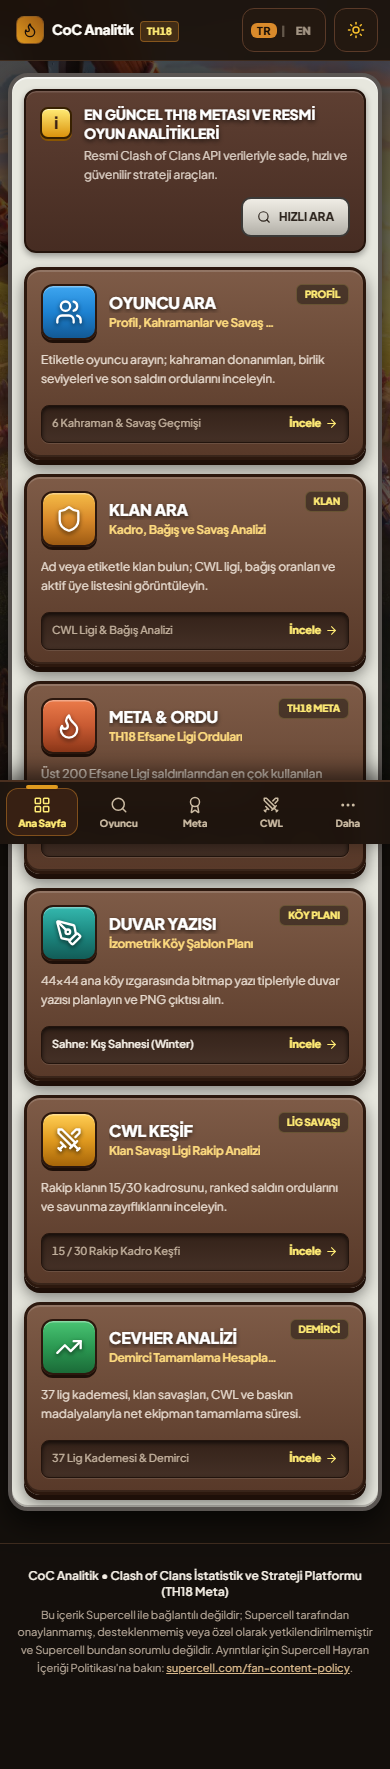 CoC Analitik TH18
TR | EN
i
EN GÜNCEL TH18 METASI VE RESMİ
OYUN ANALİTİKLERİ
Resmi Clash of Clans API verileriyle sade, hızlı ve
güvenilir strateji araçları.
HIZLI ARA
OYUNCU ARA
PROFİL
Profil, Kahramanlar ve Savaş ...
Etiketle oyuncu arayın; kahraman donanımları, birlik
seviyeleri ve son saldırı ordularını inceleyin.
6 Kahraman & Savaş Geçmişi
İncele →
KLAN ARA
KLAN
Kadro, Bağış ve Savaş Analizi
Ad veya etiketle klan bulun; CWL ligi, bağış oranları ve
aktif üye listesini görüntüleyin.
CWL Ligi & Bağış Analizi
İncele →
META & ORDU
TH18 META
TH18 Efsane Ligi Orduları
Üst 200 Efsane Ligi saldırılarından en çok kullanılan
Ana Sayfa
Oyuncu
Meta
CWL
Daha
DUVAR YAZISI
KÖY PLANI
İzometrik Köy Şablon Planı
44×44 ana köy ızgarasında bitmap yazı tipleriyle duvar
yazısı planlayın ve PNG çıktısı alın.
Sahne: Kış Sahnesi (Winter)
İncele →
CWL KEŞİF
LİG SAVAŞI
Klan Savaşı Ligi Rakip Analizi
Rakip klanın 15/30 kadrosunu, ranked saldırı ordularını
ve savunma zayıflıklarını inceleyin.
15 / 30 Rakip Kadro Keşfi
İncele →
CEVHER ANALİZİ
DEMİRCİ
Demirci Tamamlama Hesapla...
37 lig kademesi, klan savaşları, CWL ve baskın
madalyalarıyla net ekipman tamamlama süresi.
37 Lig Kademesi & Demirci
İncele →
CoC Analitik • Clash of Clans İstatistik ve Strateji Platformu
(TH18 Meta)
Bu içerik Supercell ile bağlantılı değildir; Supercell tarafından
onaylanmamış, desteklenmemiş veya özel olarak yetkilendirilmemiştir
ve Supercell bundan sorumlu değildir. Ayrıntılar için Supercell Hayran
İçeriği Politikası'na bakın: supercell.com/fan-content-policy.